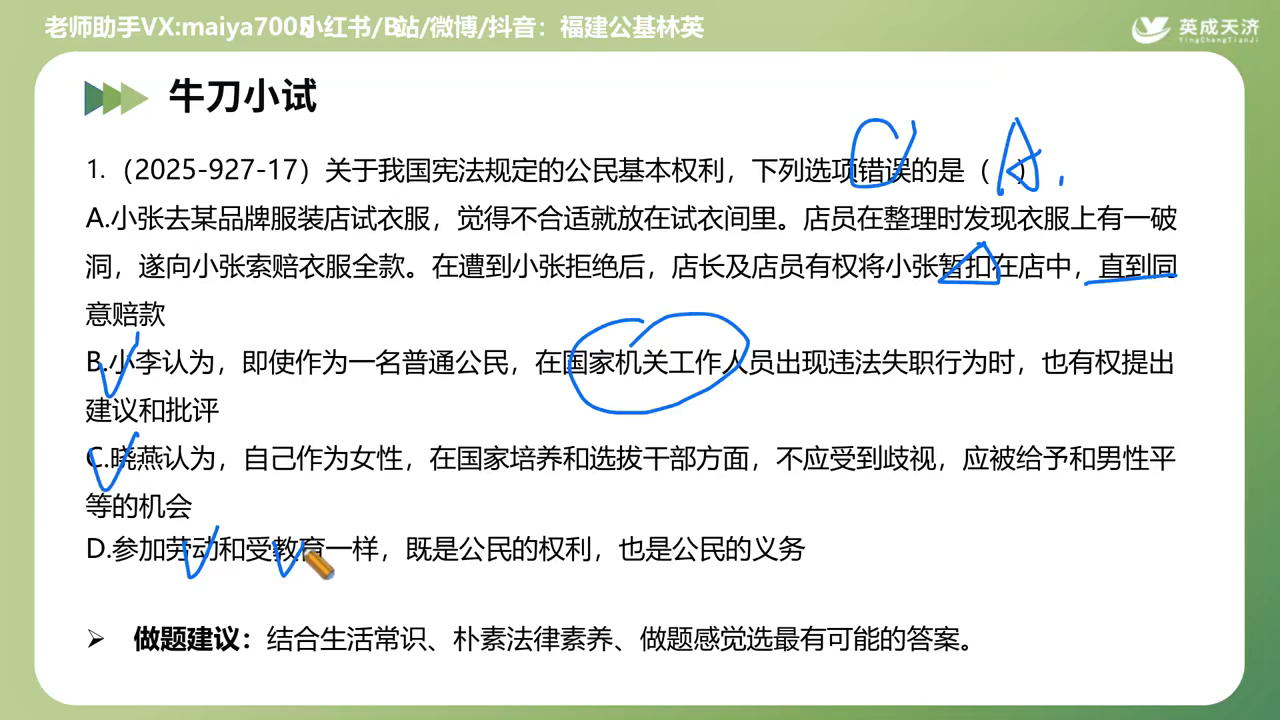 老师助手VX:maiya7005小红书/B站/微博/抖音：福建公基林英
英成天济
YingChengTianJi
牛刀小试
1.（2025-927-17）关于我国宪法规定的公民基本权利，下列选项错误的是（ A ）
A.小张去某品牌服装店试衣服，觉得不合适就放在试衣间里。店员在整理时发现衣服上有一破
洞，遂向小张索赔衣服全款。在遭到小张拒绝后，店长及店员有权将小张暂扣在店中，直到同
意赔款
B.小李认为，即使作为一名普通公民，在国家机关工作人员出现违法失职行为时，也有权提出
建议和批评
C.晓燕认为，自己作为女性，在国家培养和选拔干部方面，不应受到歧视，应被给予和男性平
等的机会
D.参加劳动和受教育一样，既是公民的权利，也是公民的义务
做题建议：结合生活常识、朴素法律素养、做题感觉选最有可能的答案。